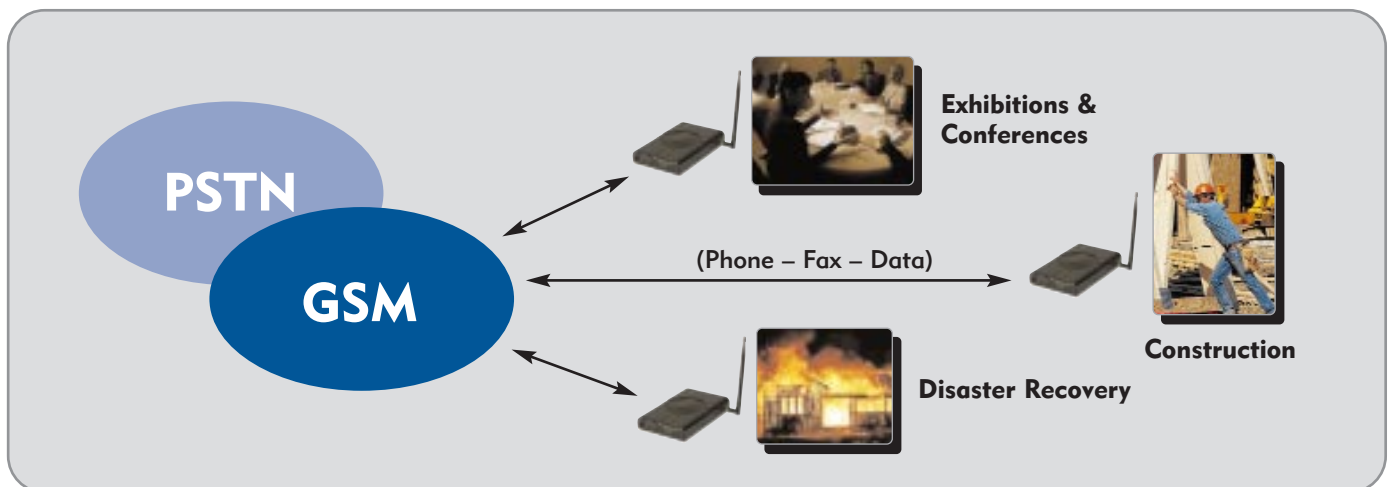 PSTN
GSM
Exhibitions &
Conferences
(Phone – Fax – Data)
Construction
Disaster Recovery